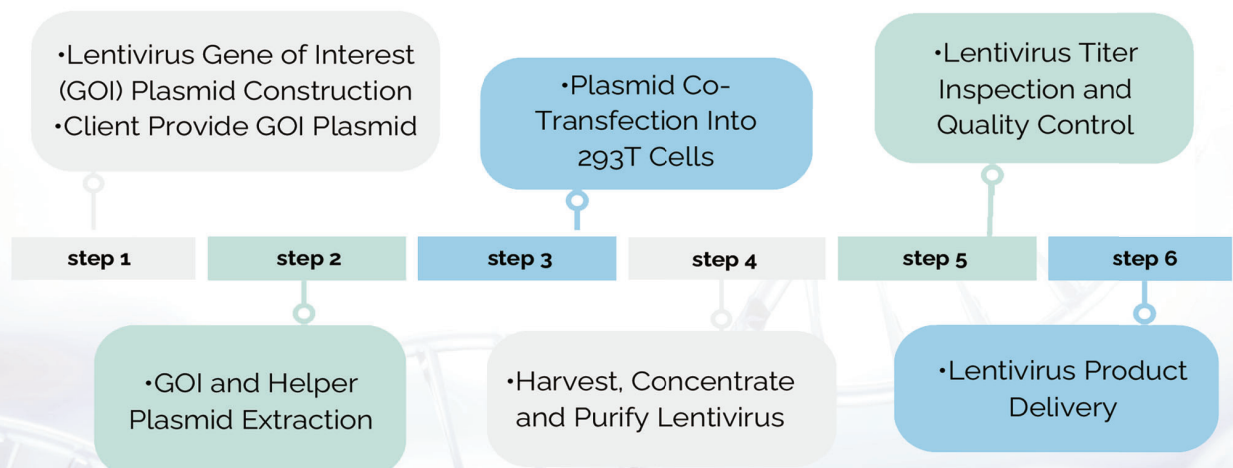 •Lentivirus Gene of Interest
(GOI) Plasmid Construction
•Client Provide GOI Plasmid
•Plasmid Co-
Transfection Into
293T Cells
•Lentivirus Titer
Inspection and
Quality Control
step 1
step 2
step 3
step 4
step 5
step 6
•GOI and Helper
Plasmid Extraction
•Harvest, Concentrate
and Purify Lentivirus
•Lentivirus Product
Delivery